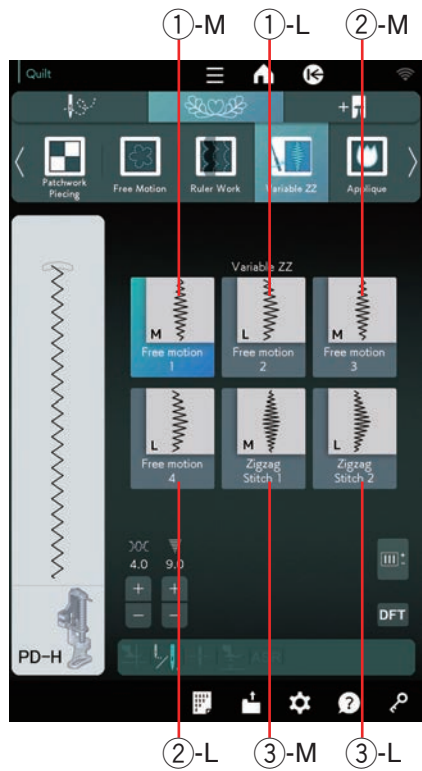 ①-M ①-L ②-M
Quilt
Patchwork
Piecing
Free Motion
Ruler Work
Variable ZZ
Applique
Variable ZZ
M
Free motion
1
L
Free motion
2
M
Free motion
3
L
Free motion
4
M
Zigzag
Stitch 1
L
Zigzag
Stitch 2
4.0 9.0
+ +
− −
DFT
PD-H
②-L ③-M ③-L